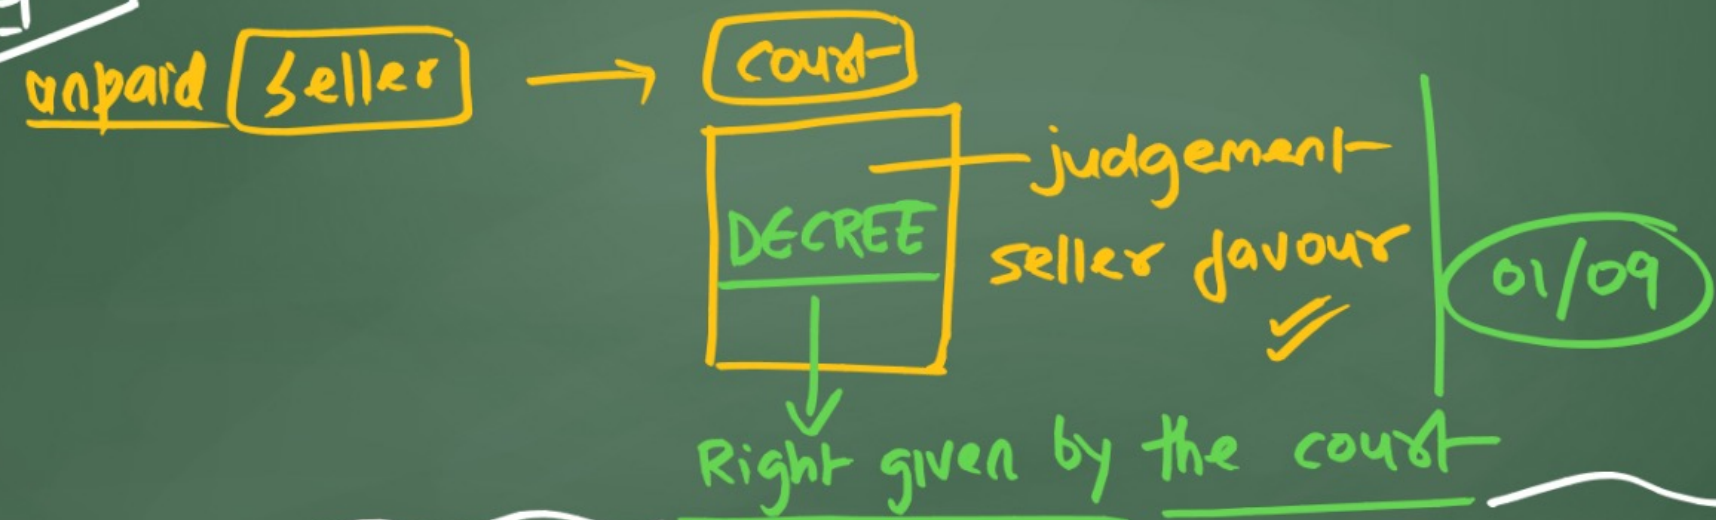 unpaid seller → court
judgement
DECREE
seller favour
01/09
Right given by the court